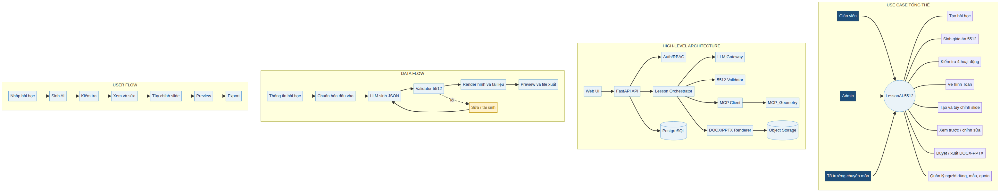 USER FLOW
Nhập bài học
Sinh AI
Kiểm tra
Xem và sửa
Tùy chỉnh slide
Preview
Export
DATA FLOW
Thông tin bài học
Chuẩn hóa đầu vào
LLM sinh JSON
Validator 5512
lỗi
Sửa / tái sinh
Render hình và tài liệu
Preview và file xuất
HIGH-LEVEL ARCHITECTURE
Web UI
FastAPI API
Auth/RBAC
PostgreSQL
Lesson Orchestrator
LLM Gateway
5512 Validator
MCP Client
MCP_Geometry
DOCX/PPTX Renderer
Object Storage
USE CASE TỔNG THỂ
Giáo viên
Admin
Tổ trưởng chuyên môn
LessonAI-5512
Tạo bài học
Sinh giáo án 5512
Kiểm tra 4 hoạt động
Vẽ hình Toán
Tạo và tùy chỉnh slide
Xem trước / chỉnh sửa
Duyệt / xuất DOCX-PPTX
Quản lý người dùng, mẫu, quota